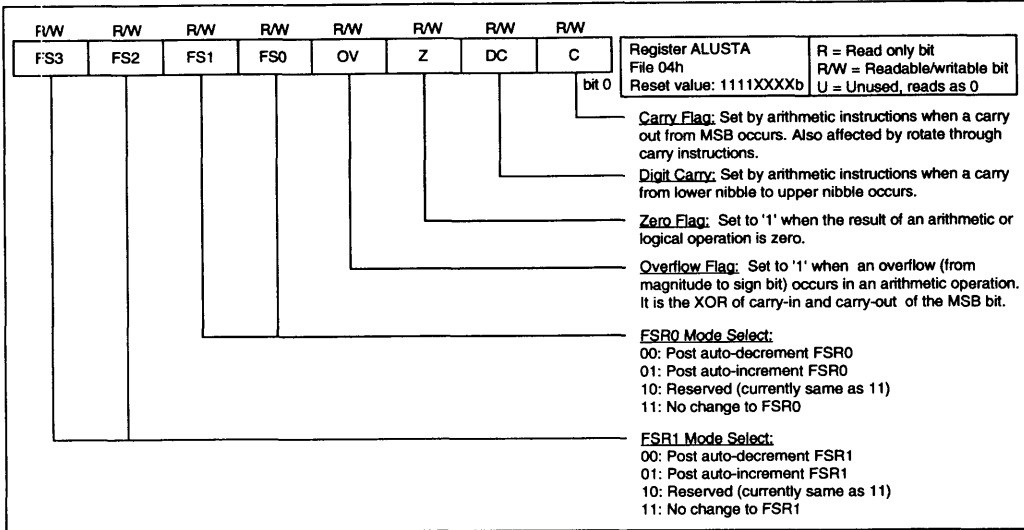 R/W R/W R/W R/W R/W R/W R/W R/W
FS3 FS2 FS1 FS0 OV Z DC C
bit 0
Register ALUSTA
File 04h
Reset value: 1111XXXXb
R = Read only bit
R/W = Readable/writable bit
U = Unused, reads as 0
Carry Flag: Set by arithmetic instructions when a carry
out from MSB occurs. Also affected by rotate through
carry instructions.
Digit Carry: Set by arithmetic instructions when a carry
from lower nibble to upper nibble occurs.
Zero Flag: Set to '1' when the result of an arithmetic or
logical operation is zero.
Overflow Flag: Set to '1' when an overflow (from
magnitude to sign bit) occurs in an arithmetic operation.
It is the XOR of carry-in and carry-out of the MSB bit.
FSR0 Mode Select:
00: Post auto-decrement FSR0
01: Post auto-increment FSR0
10: Reserved (currently same as 11)
11: No change to FSR0
FSR1 Mode Select:
00: Post auto-decrement FSR1
01: Post auto-increment FSR1
10: Reserved (currently same as 11)
11: No change to FSR1